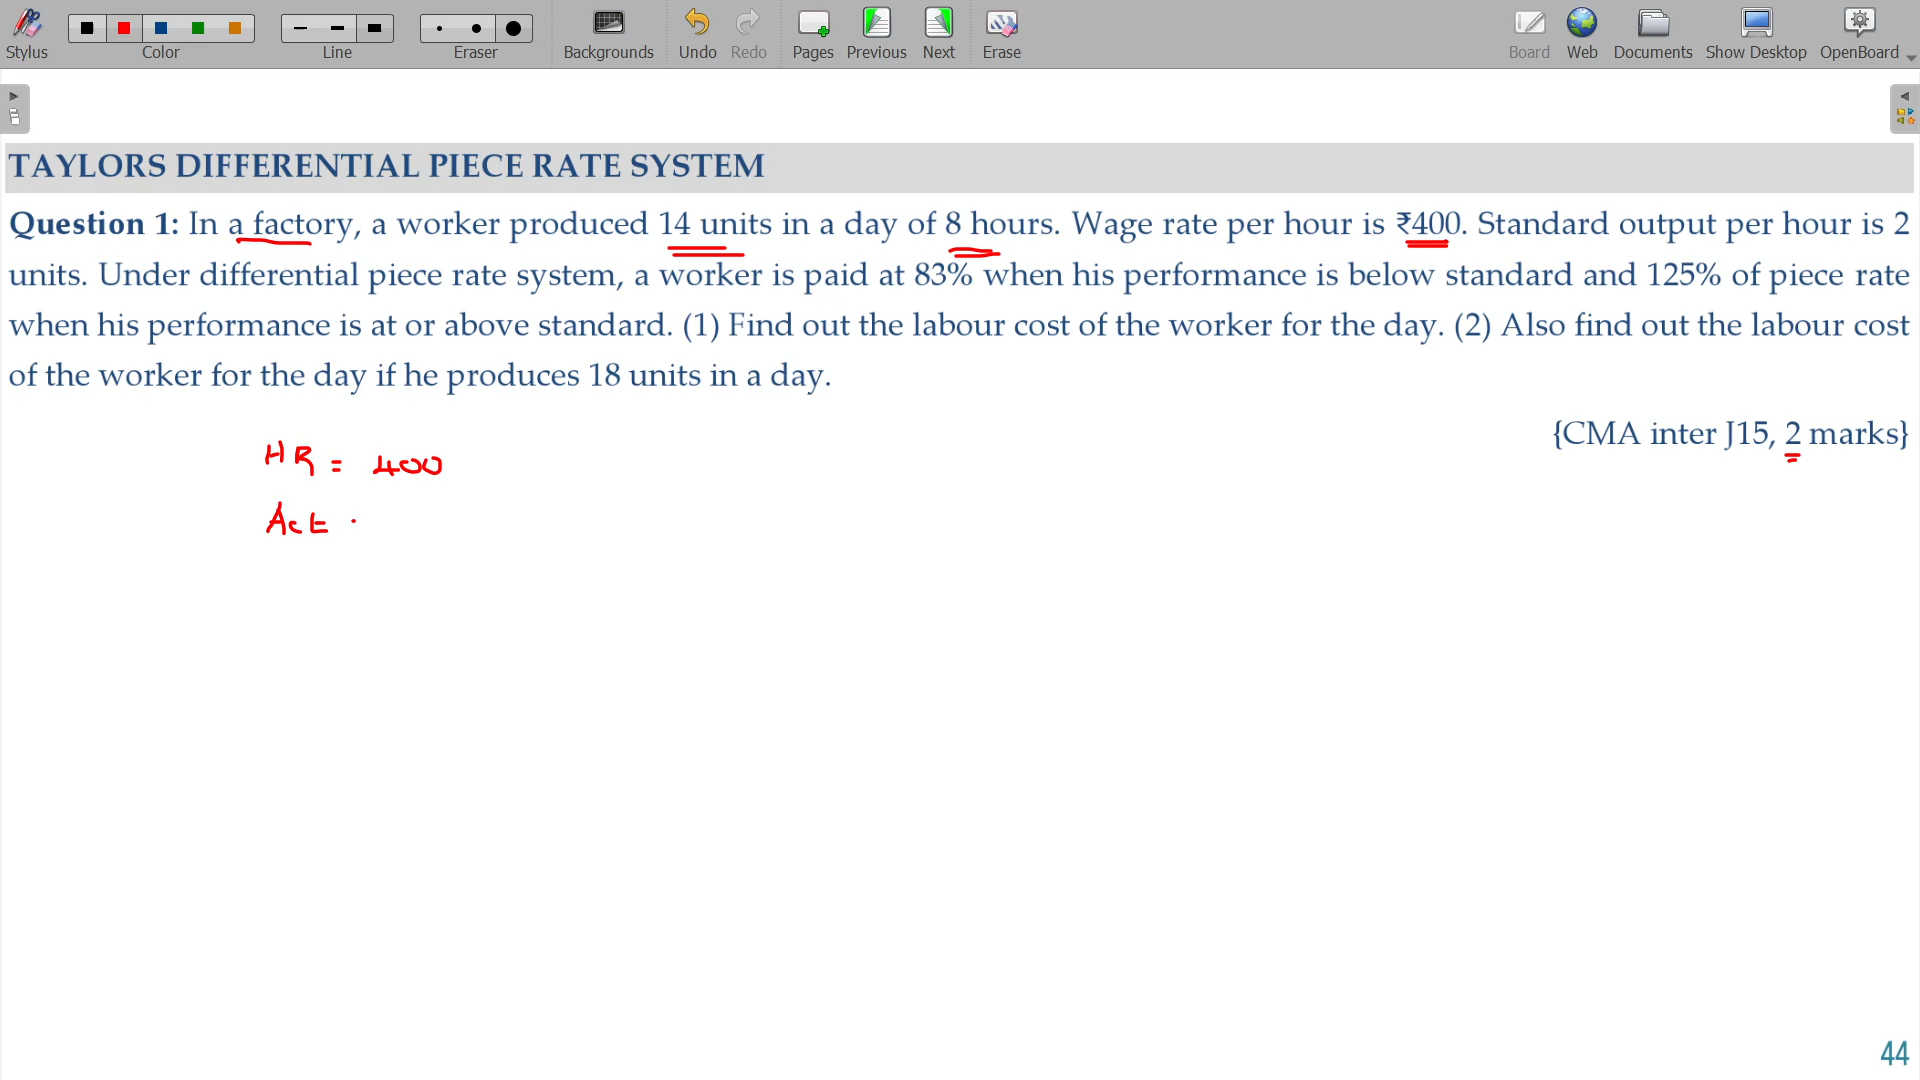 Stylus Color Line Eraser Backgrounds Undo Redo Pages Previous Next Erase Board Web Documents Show Desktop OpenBoard
TAYLORS DIFFERENTIAL PIECE RATE SYSTEM
Question 1: In a factory, a worker produced 14 units in a day of 8 hours. Wage rate per hour is ₹400. Standard output per hour is 2
units. Under differential piece rate system, a worker is paid at 83% when his performance is below standard and 125% of piece rate
when his performance is at or above standard. (1) Find out the labour cost of the worker for the day. (2) Also find out the labour cost
of the worker for the day if he produces 18 units in a day.
{CMA inter J15, 2 marks}
HR = 400
Act
44